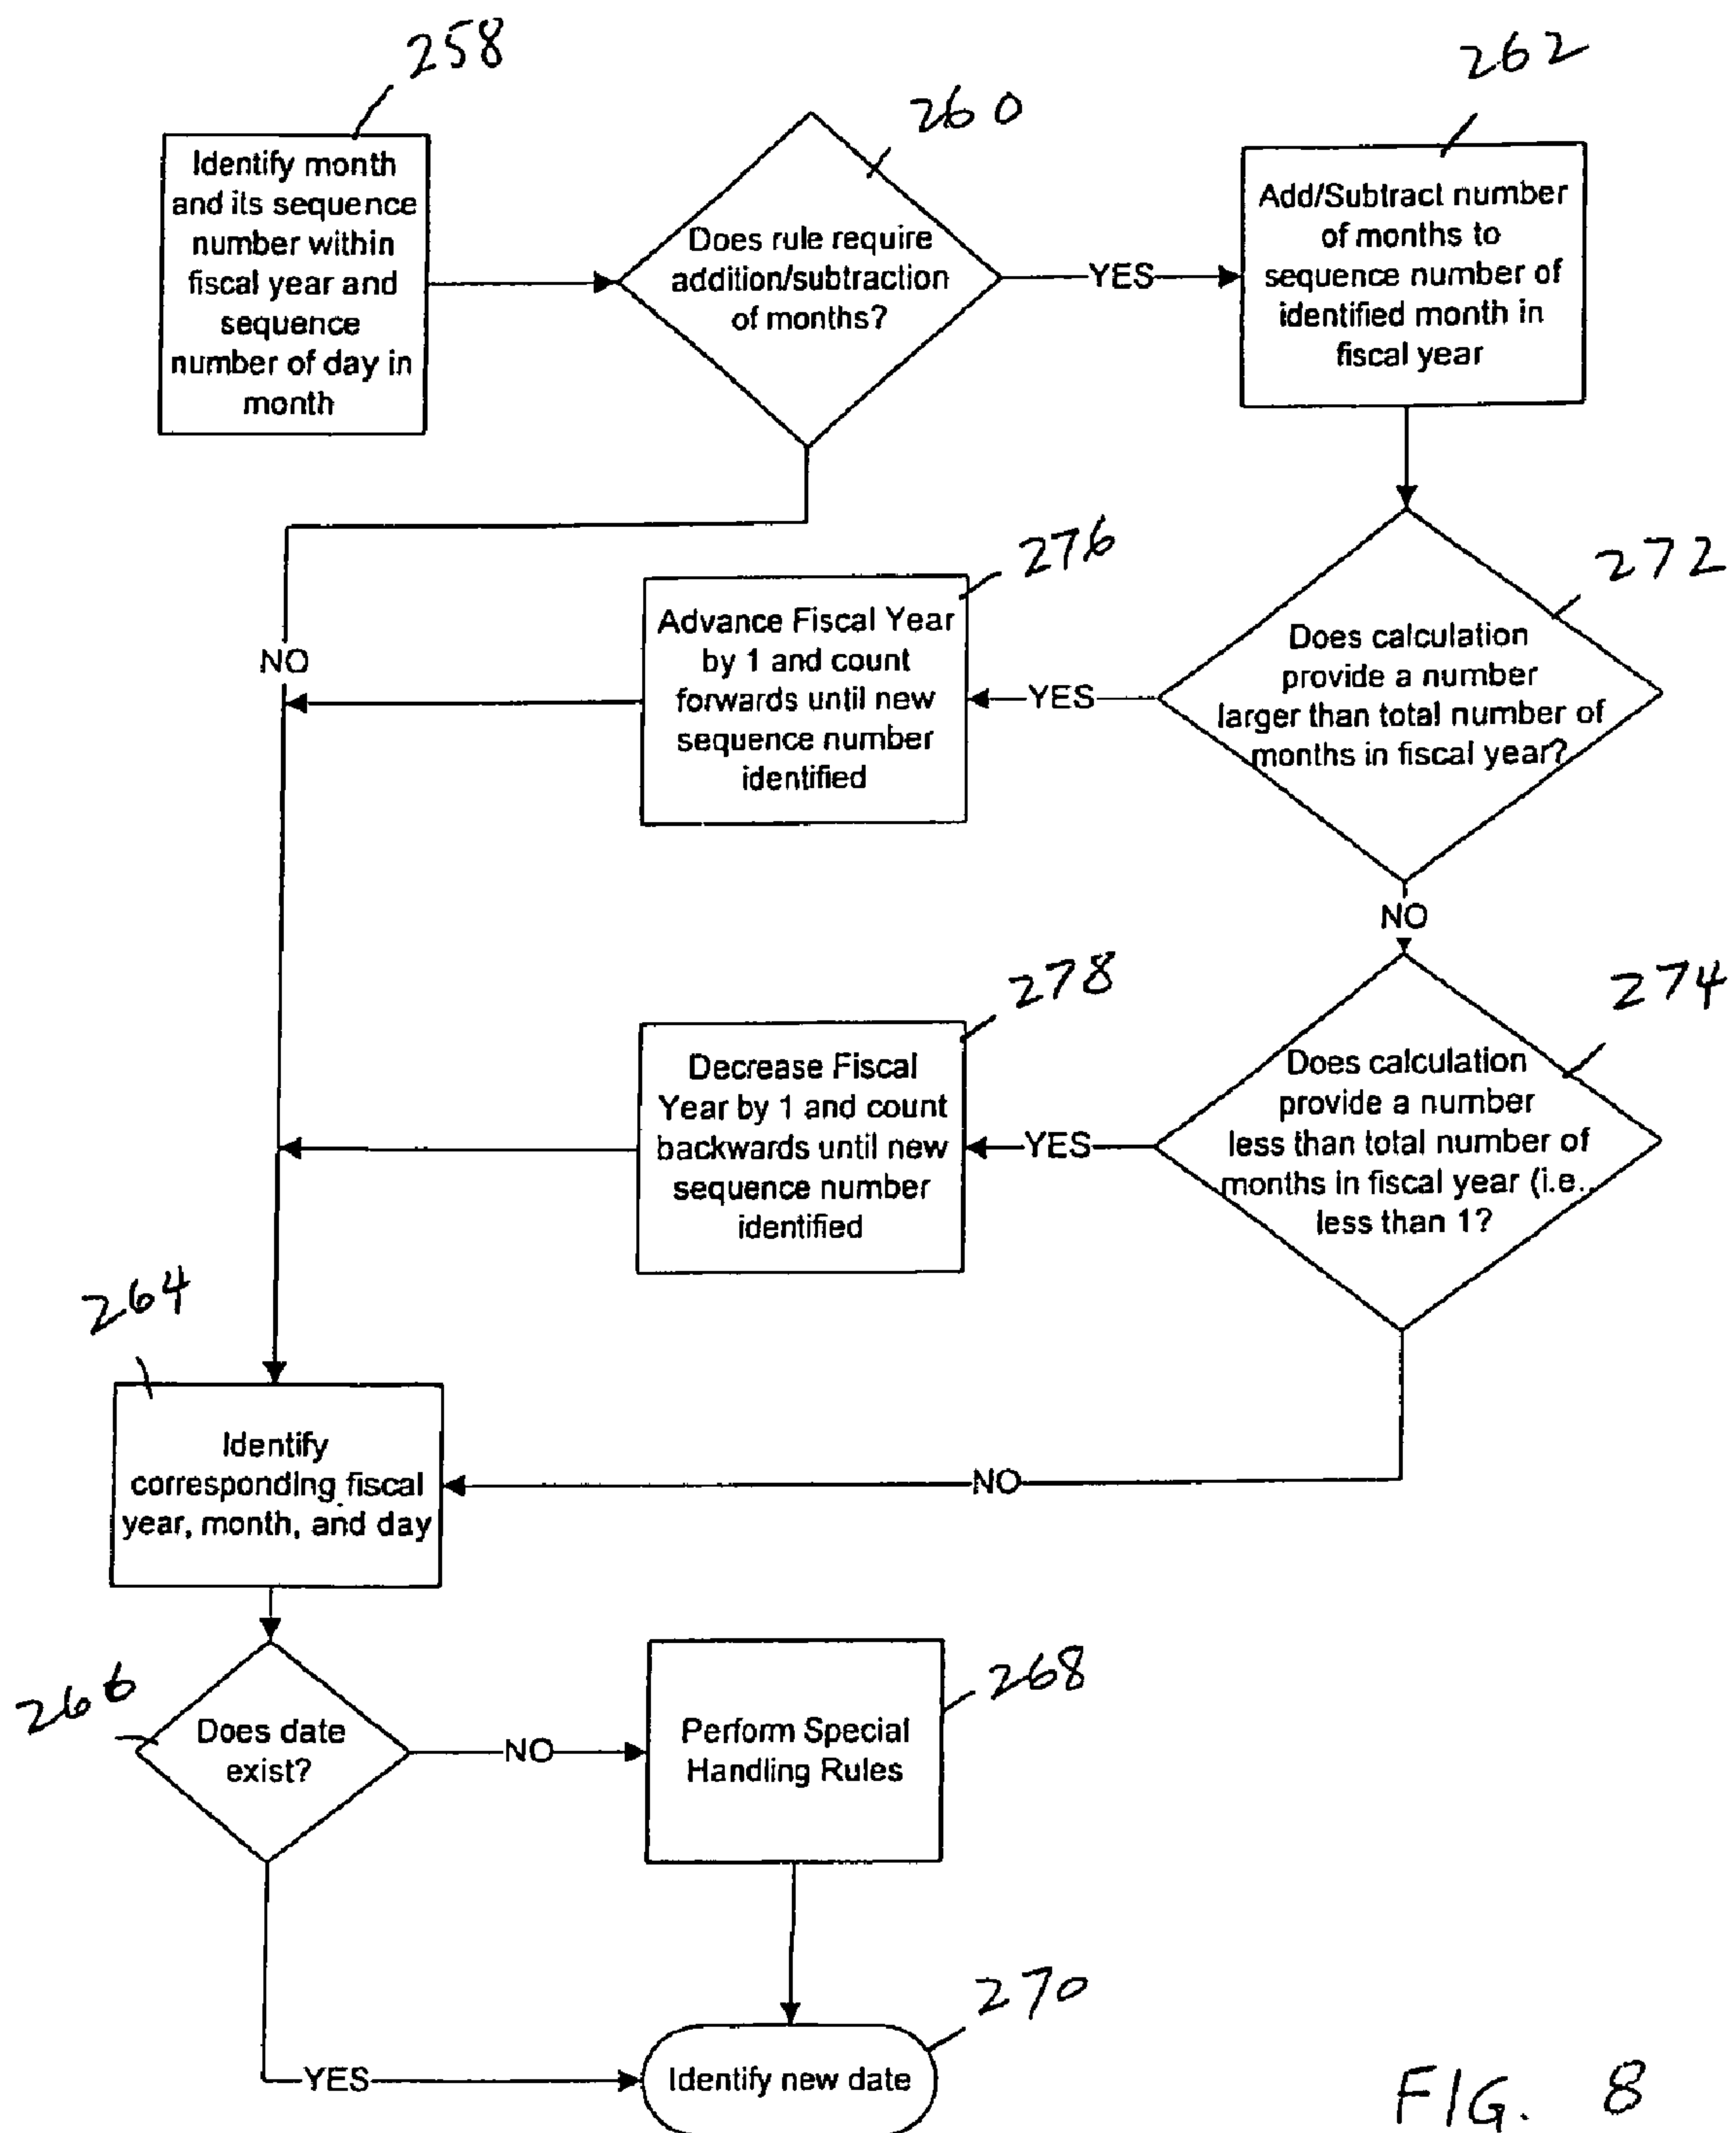 258
Identify month
and its sequence
number within
fiscal year and
sequence
number of day in
month
260
Does rule require
addition/subtraction
of months?
YES
262
Add/Subtract number
of months to
sequence number of
identified month in
fiscal year
NO
276
Advance Fiscal Year
by 1 and count
forwards until new
sequence number
identified
YES
272
Does calculation
provide a number
larger than total number of
months in fiscal year?
NO
278
Decrease Fiscal
Year by 1 and count
backwards until new
sequence number
identified
YES
274
Does calculation
provide a number
less than total number of
months in fiscal year (i.e.,
less than 1?
264
Identify
corresponding fiscal
year, month, and day
NO
266
Does date
exist?
NO
268
Perform Special
Handling Rules
YES
270
Identify new date
FIG. 8